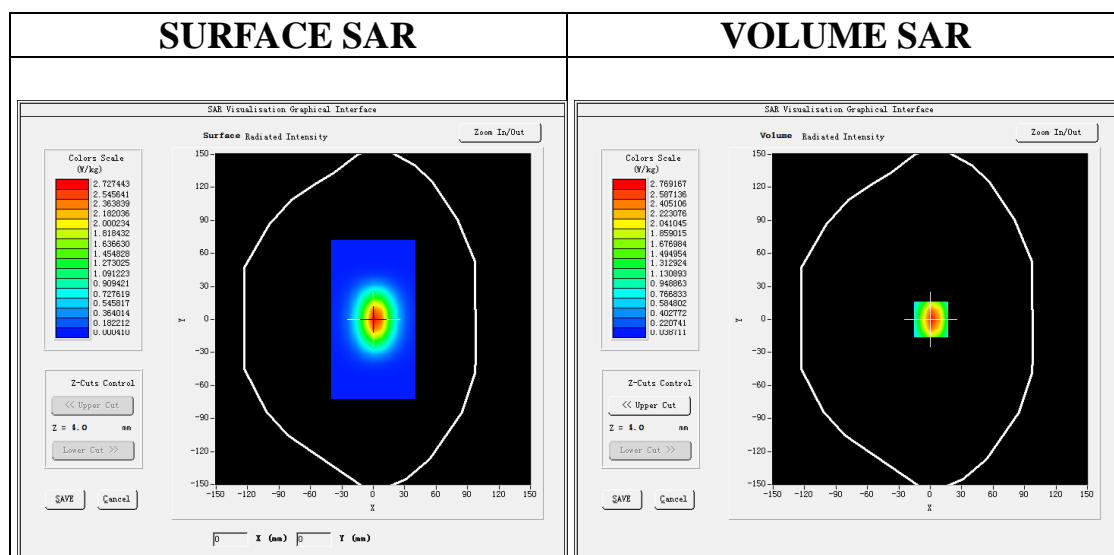 SURFACE SAR
VOLUME SAR
SAR Visualisation Graphical Interface
Surface Radiated Intensity
Zoom In/Out
Colors Scale
(W/kg)
2.727443
2.545641
2.363839
2.182036
2.000234
1.818432
1.636630
1.454828
1.273025
1.091223
0.909421
0.727619
0.545817
0.364014
0.182212
0.000410
150
120
90
60
30
0
-30
-60
-90
-120
-150
Y
-150 -120 -90 -60 -30 0 30 60 90 120 150
X
Z-Cuts Control
<< Upper Cut
Z = 4.0 mm
Lower Cut >>
SAVE Cancel
0 X (mm) 0 Y (mm)
SAR Visualisation Graphical Interface
Volume Radiated Intensity
Zoom In/Out
Colors Scale
(W/kg)
2.769167
2.587136
2.405106
2.223076
2.041045
1.859015
1.676984
1.494954
1.312924
1.130893
0.948863
0.766833
0.584802
0.402772
0.220741
0.038711
150
120
90
60
30
0
-30
-60
-90
-120
-150
Y
-150 -120 -90 -60 -30 0 30 60 90 120 150
X
Z-Cuts Control
<< Upper Cut
Z = 4.0 mm
Lower Cut >>
SAVE Cancel